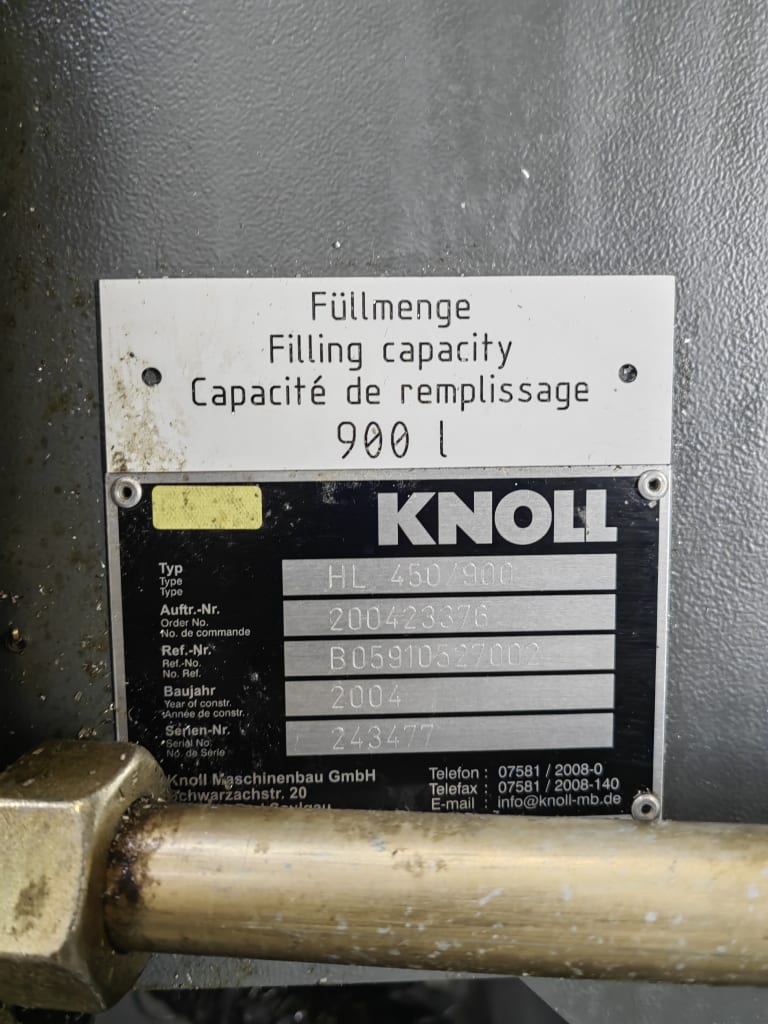 Füllmenge
Filling capacity
Capacité de remplissage
900 l
KNOLL
Typ
Type
Type
HL 450/900
Auftr.-Nr.
Order No.
No. de commande
200423376
Ref.-Nr.
Ref.-No.
No. Ref.
B05910527002
Baujahr
Year of constr.
Année de constr.
2004
Serien-Nr.
Serial No.
No. de Serie
243477
Knoll Maschinenbau GmbH
Schwarzachstr. 20
Saulgau
Telefon : 07581 / 2008-0
Telefax : 07581 / 2008-140
E-mail : info@knoll-mb.de